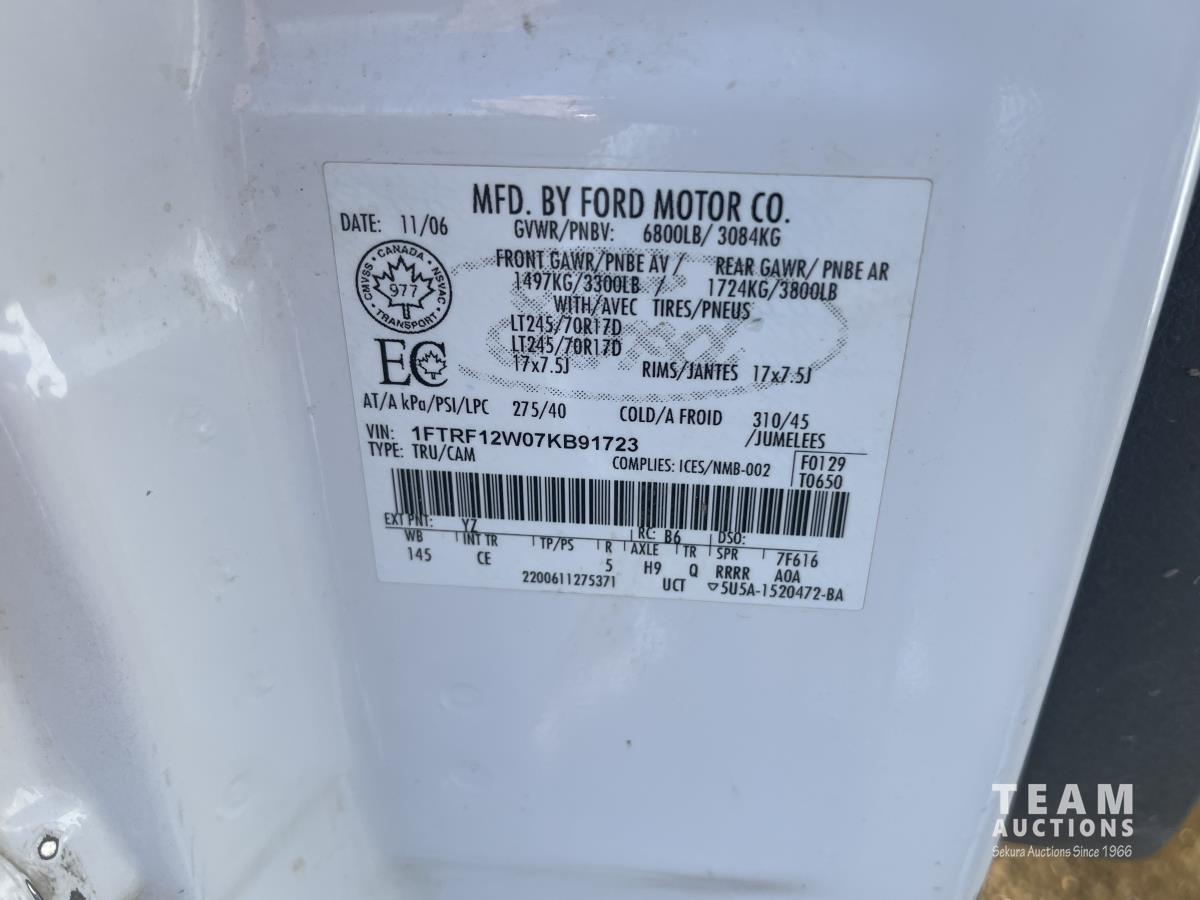 MFD. BY FORD MOTOR CO.
DATE: 11/06 GVWR/PNBV: 6800LB/ 3084KG
CANADA
CMVSS NSVAC
977
TRANSPORT
FRONT GAWR/PNBE AV / REAR GAWR/ PNBE AR
1497KG/3300LB / 1724KG/3800LB
WITH/AVEC TIRES/PNEUS
LT245/70R17D
LT245/70R17D
EC
17x7.5J RIMS/JANTES 17x7.5J
AT/A kPa/PSI/LPC 275/40 COLD/A FROID 310/45
VIN: 1FTRF12W07KB91723 /JUMELEES
TYPE: TRU/CAM COMPLIES: ICES/NMB-002 F0129
T0650
EXT PNT: YZ RC: B6 DSO:
WB INT TR TP/PS R AXLE TR SPR 7F616
145 CE 5 H9 Q RRRR A0A
2200611275371 UCT ▽5U5A-1520472-BA
TEAM
AUCTIONS
Sekura Auctions Since 1966